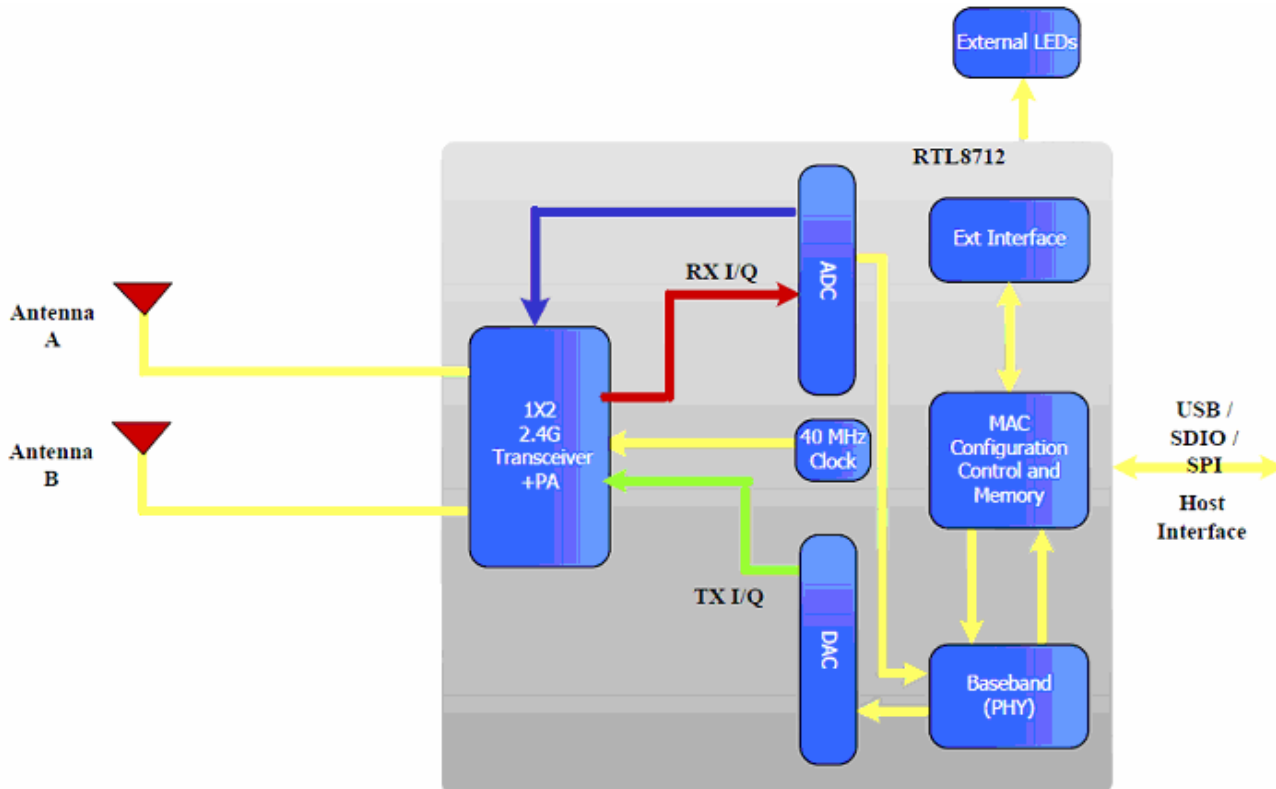 External LEDs
RTL8712
Ext Interface
ADC
RX I/Q
Antenna
A
1X2
2.4G
Transceiver
+PA
40 MHz
Clock
MAC
Configuration
Control and
Memory
USB /
SDIO /
SPI
Host
Interface
Antenna
B
TX I/Q
DAC
Baseband
(PHY)